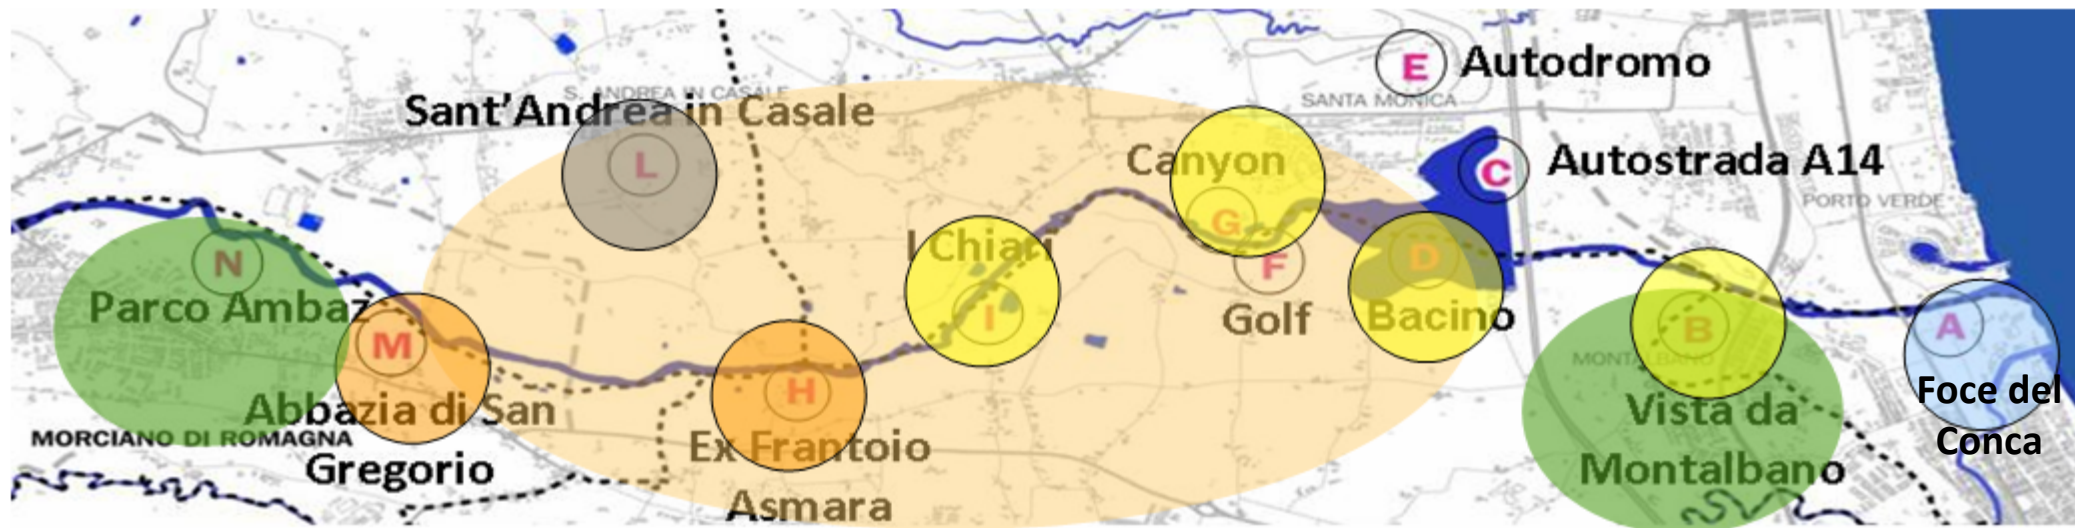 E Autodromo
S. ANDREA IN CASALE
SANTA MONICA
Sant'Andrea in Casale
L
Canyon
C Autostrada A14
PORTO VERDE
G
I Chiari
N
F
D
Parco Ambaz
M
H
I
Golf
Bacino
B
A
MONTALBANO
Abbazia di San
Gregorio
MORCIANO DI ROMAGNA
Ex Frantoio
Asmara
Vista da
Montalbano
Foce del
Conca